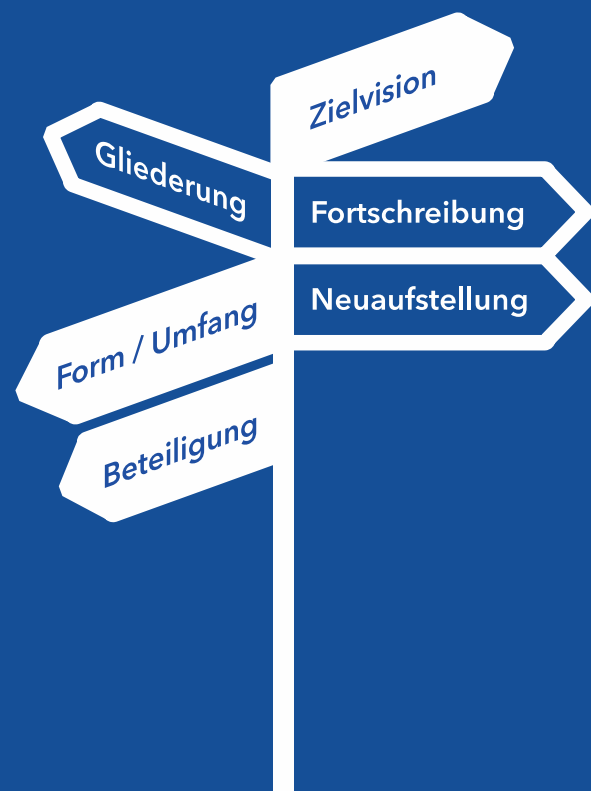 Zielvision
Gliederung
Fortschreibung
Neuaufstellung
Form / Umfang
Beteiligung